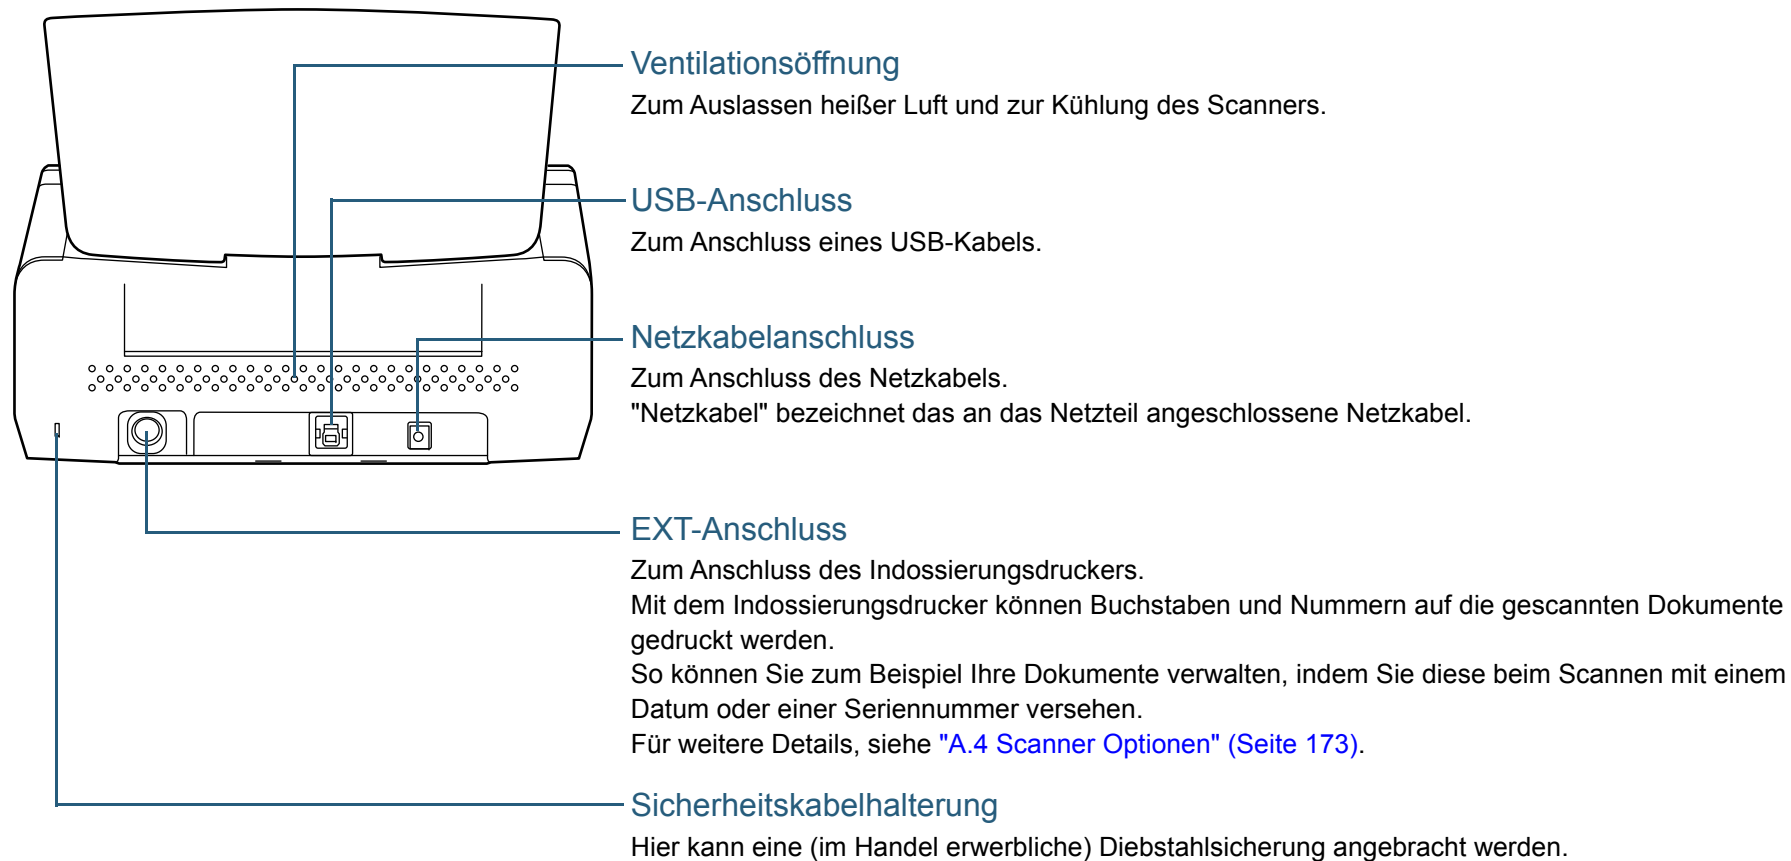 Ventilationsöffnung
Zum Auslassen heißer Luft und zur Kühlung des Scanners.
USB-Anschluss
Zum Anschluss eines USB-Kabels.
Netzkabelanschluss
Zum Anschluss des Netzkabels.
"Netzkabel" bezeichnet das an das Netzteil angeschlossene Netzkabel.
EXT-Anschluss
Zum Anschluss des Indossierungsdruckers.
Mit dem Indossierungsdrucker können Buchstaben und Nummern auf die gescannten Dokumente
gedruckt werden.
So können Sie zum Beispiel Ihre Dokumente verwalten, indem Sie diese beim Scannen mit einem
Datum oder einer Seriennummer versehen.
Für weitere Details, siehe "A.4 Scanner Optionen" (Seite 173).
Sicherheitskabelhalterung
Hier kann eine (im Handel erwerbliche) Diebstahlsicherung angebracht werden.